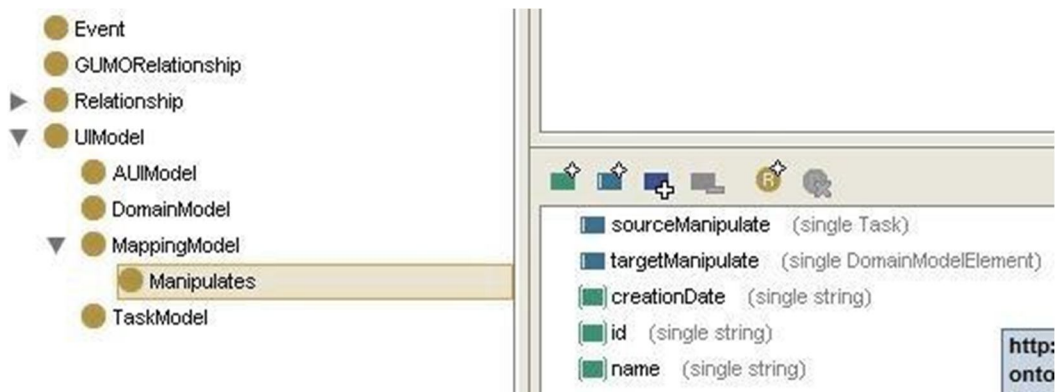 Event
GUMORelationship
Relationship
UIModel
AUIModel
DomainModel
MappingModel
Manipulates
TaskModel
R
sourceManipulate (single Task)
targetManipulate (single DomainModelElement)
creationDate (single string)
id (single string)
name (single string)
http:
onto